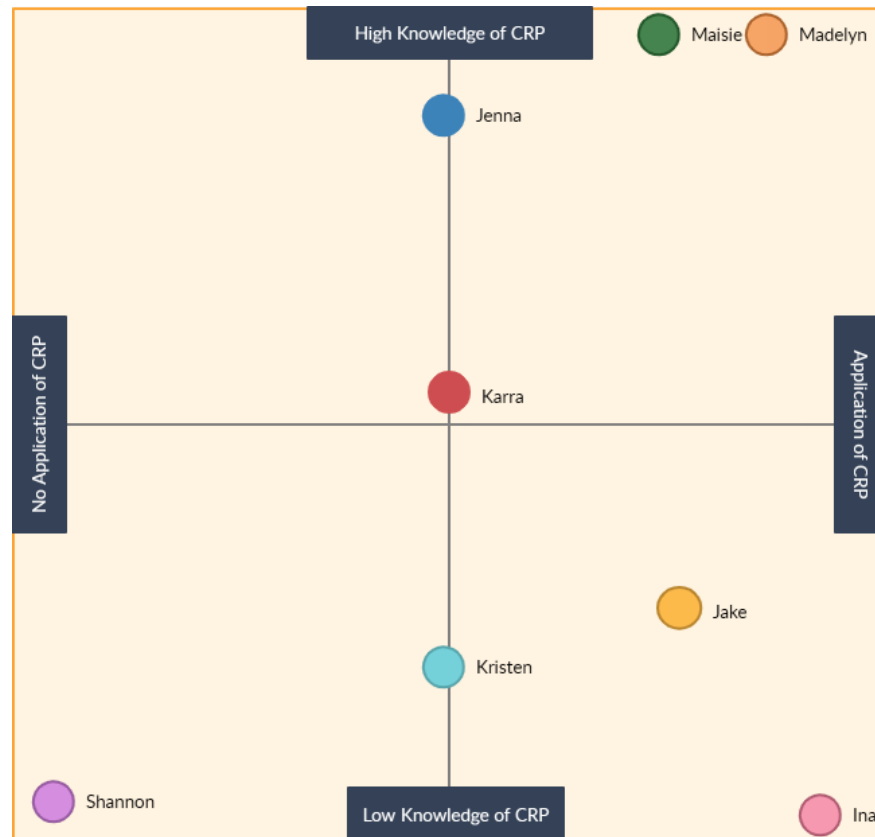 High Knowledge of CRP
Maisie
Madelyn
Jenna
No Application of CRP
Application of CRP
Karra
Jake
Kristen
Shannon
Low Knowledge of CRP
Ina